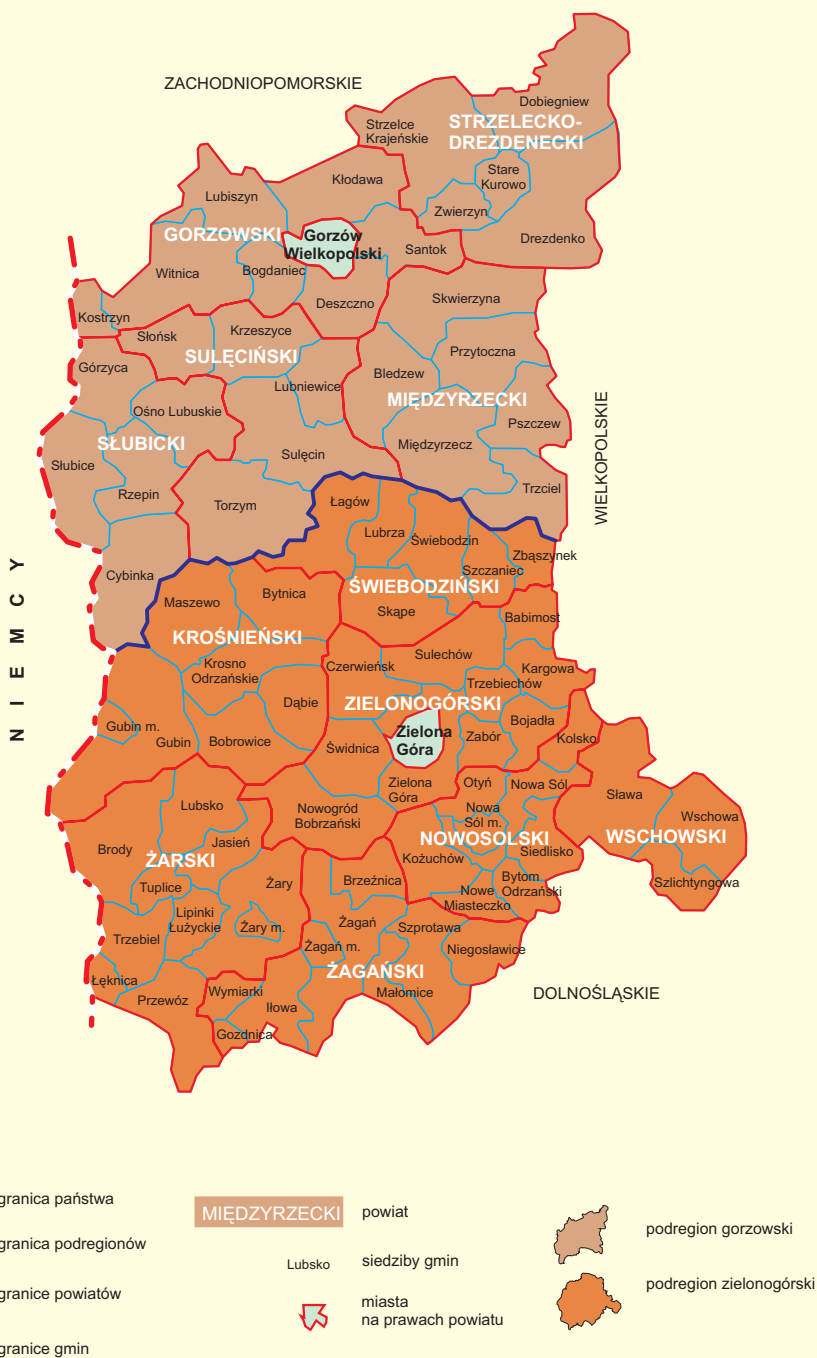 ZACHODNIOPOMORSKIE
Dobiegniew
STRZELECKO-
DREZDENECKI
Strzelce
Krajeńskie
Stare
Kurowo
Kłodawa
Lubiszyn
Zwierzyn
GORZOWSKI
Gorzów
Wielkopolski
Santok
Drezdenko
Witnica
Bogdaniec
Deszczno
Skwierzyna
Kostrzyn
Słońsk
Krzeszyce
Przytoczna
SULĘCIŃSKI
Górzyca
Bledzew
Lubniewice
MIĘDZYRZECKI
Ośno Lubuskie
Pszczew
SŁUBICKI
Międzyrzecz
WIELKOPOLSKIE
Słubice
Sulęcin
Rzepin
Trzciel
Torzym
Łagów
Lubrza
Świebodzin
Zbąszynek
Szczaniec
Cybinka
ŚWIEBODZIŃSKI
Bytnica
Maszewo
Skąpe
Babimost
NIEMCY
KROŚNIEŃSKI
Sulechów
Krosno
Odrzańskie
Czerwieńsk
Kargowa
Trzebiechów
Dąbie
ZIELONOGÓRSKI
Bojadła
Gubin m.
Zielona
Góra
Zabór
Kolsko
Gubin
Bobrowice
Świdnica
Zielona
Góra
Otyń
Nowa Sól
Sława
Lubsko
Nowogród
Bobrzański
Nowa
Sól m.
Wschowa
NOWOSOLSKI
WSCHOWSKI
Brody
Jasień
Siedlisko
ŻARSKI
Kożuchów
Tuplice
Żary
Brzeźnica
Bytom
Odrzański
Szlichtyngowa
Nowe
Miasteczko
Lipinki
Łużyckie
Żary m.
Żagań
Szprotawa
Trzebiel
Żagań m.
Niegosławice
ŻAGAŃSKI
Łęknica
Przewóz
Wymiarki
Iłowa
Małomice
DOLNOŚLĄSKIE
Gozdnica
granica państwa
granica podregionów
granice powiatów
granice gmin
MIĘDZYRZECKI
powiat
Lubsko
siedziby gmin
miasta
na prawach powiatu
podregion gorzowski
podregion zielonogórski